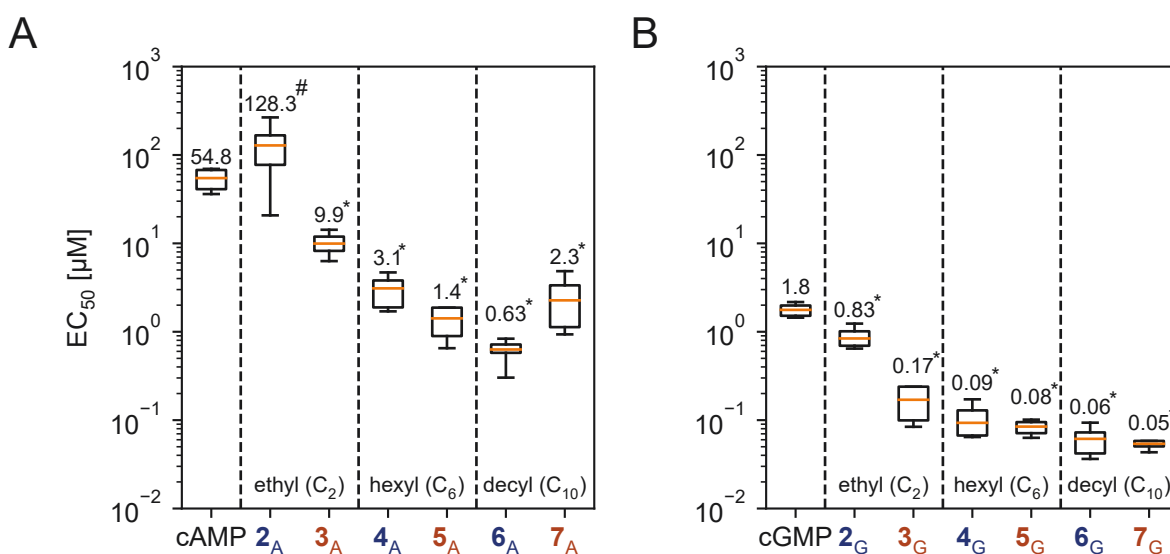 A
B
EC50 [µM]
10^3
10^2
10^1
10^0
10^-1
10^-2
54.8
128.3#
9.9*
3.1*
1.4*
0.63*
2.3*
ethyl (C2)
hexyl (C6)
decyl (C10)
cAMP
2A
3A
4A
5A
6A
7A
10^3
10^2
10^1
10^0
10^-1
10^-2
1.8
0.83*
0.17*
0.09*
0.08*
0.06*
0.05*
ethyl (C2)
hexyl (C6)
decyl (C10)
cGMP
2G
3G
4G
5G
6G
7G